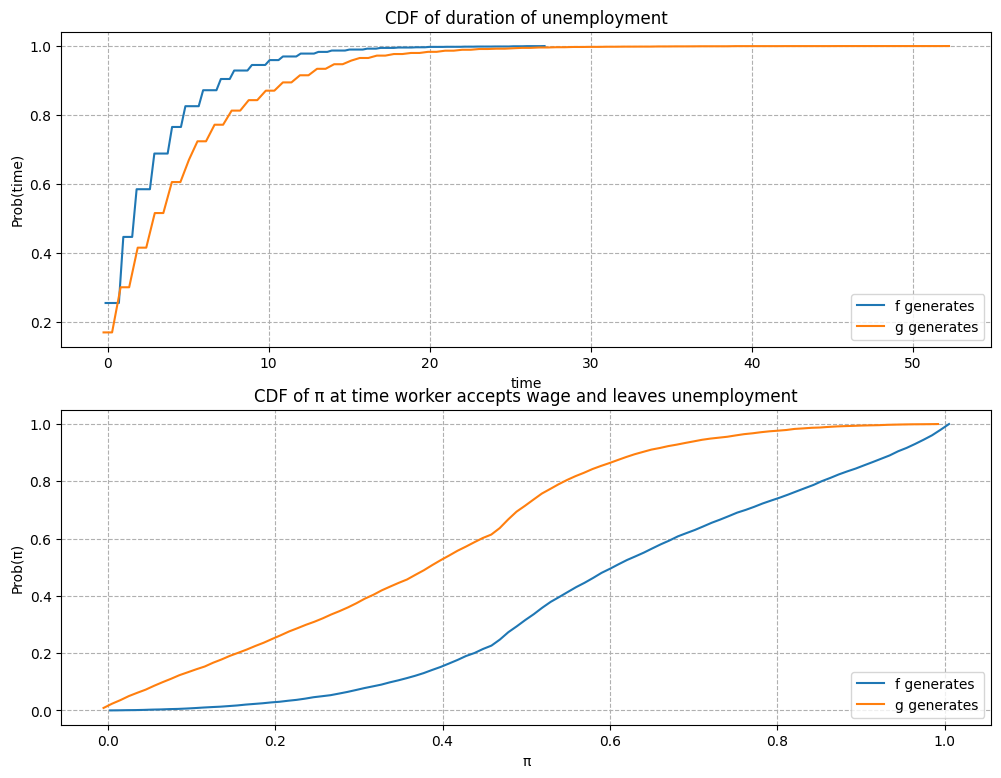 CDF of duration of unemployment
1.0
0.8
0.6
0.4
0.2
Prob(time)
f generates
g generates
0 10 20 30 40 50
time
CDF of π at time worker accepts wage and leaves unemployment
1.0
0.8
0.6
0.4
0.2
0.0
Prob(π)
f generates
g generates
0.0 0.2 0.4 0.6 0.8 1.0
π